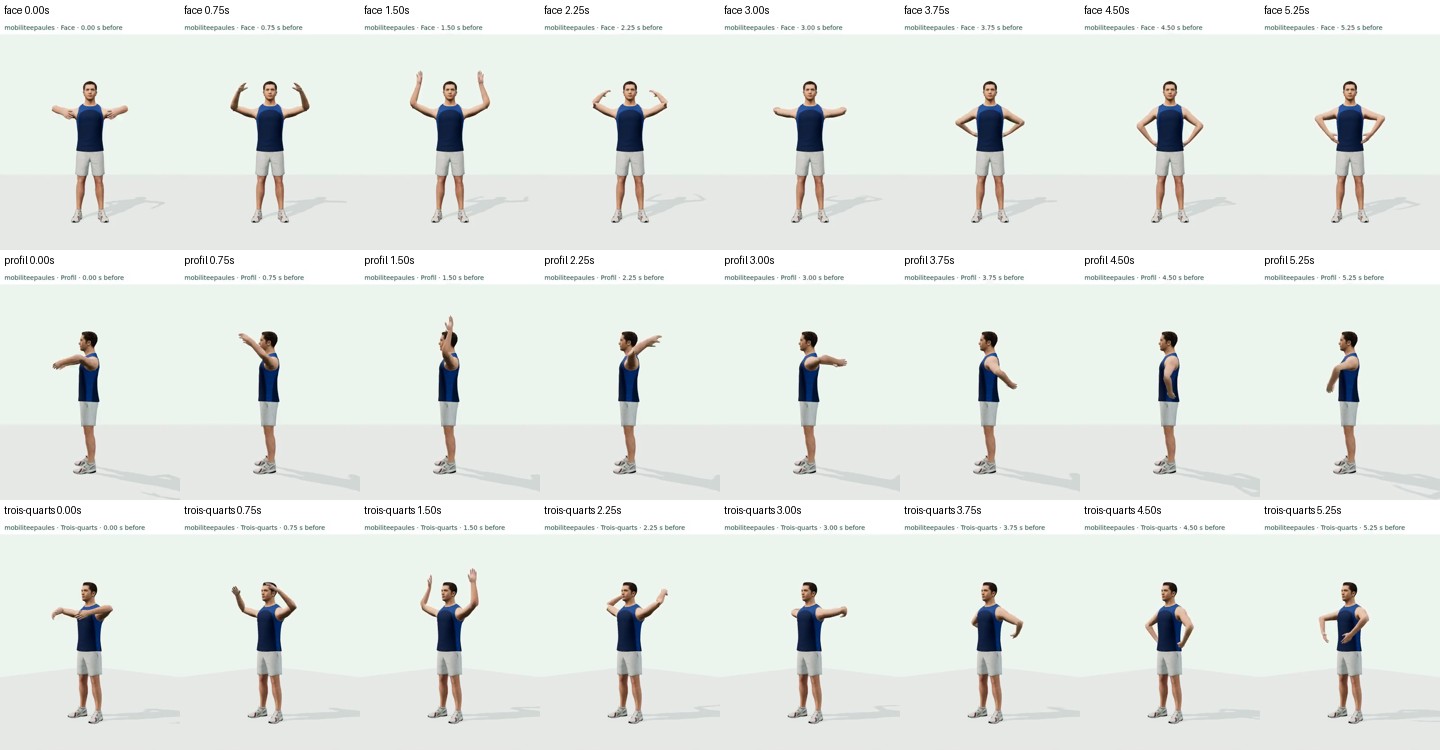 face 0.00s face 0.75s face 1.50s face 2.25s face 3.00s face 3.75s face 4.50s face 5.25s
mobiliteepaules · Face · 0.00 s before mobiliteepaules · Face · 0.75 s before mobiliteepaules · Face · 1.50 s before mobiliteepaules · Face · 2.25 s before mobiliteepaules · Face · 3.00 s before mobiliteepaules · Face · 3.75 s before mobiliteepaules · Face · 4.50 s before mobiliteepaules · Face · 5.25 s before
profil 0.00s profil 0.75s profil 1.50s profil 2.25s profil 3.00s profil 3.75s profil 4.50s profil 5.25s
mobiliteepaules · Profil · 0.00 s before mobiliteepaules · Profil · 0.75 s before mobiliteepaules · Profil · 1.50 s before mobiliteepaules · Profil · 2.25 s before mobiliteepaules · Profil · 3.00 s before mobiliteepaules · Profil · 3.75 s before mobiliteepaules · Profil · 4.50 s before mobiliteepaules · Profil · 5.25 s before
trois-quarts 0.00s trois-quarts 0.75s trois-quarts 1.50s trois-quarts 2.25s trois-quarts 3.00s trois-quarts 3.75s trois-quarts 4.50s trois-quarts 5.25s
mobiliteepaules · Trois-quarts · 0.00 s before mobiliteepaules · Trois-quarts · 0.75 s before mobiliteepaules · Trois-quarts · 1.50 s before mobiliteepaules · Trois-quarts · 2.25 s before mobiliteepaules · Trois-quarts · 3.00 s before mobiliteepaules · Trois-quarts · 3.75 s before mobiliteepaules · Trois-quarts · 4.50 s before mobiliteepaules · Trois-quarts · 5.25 s before